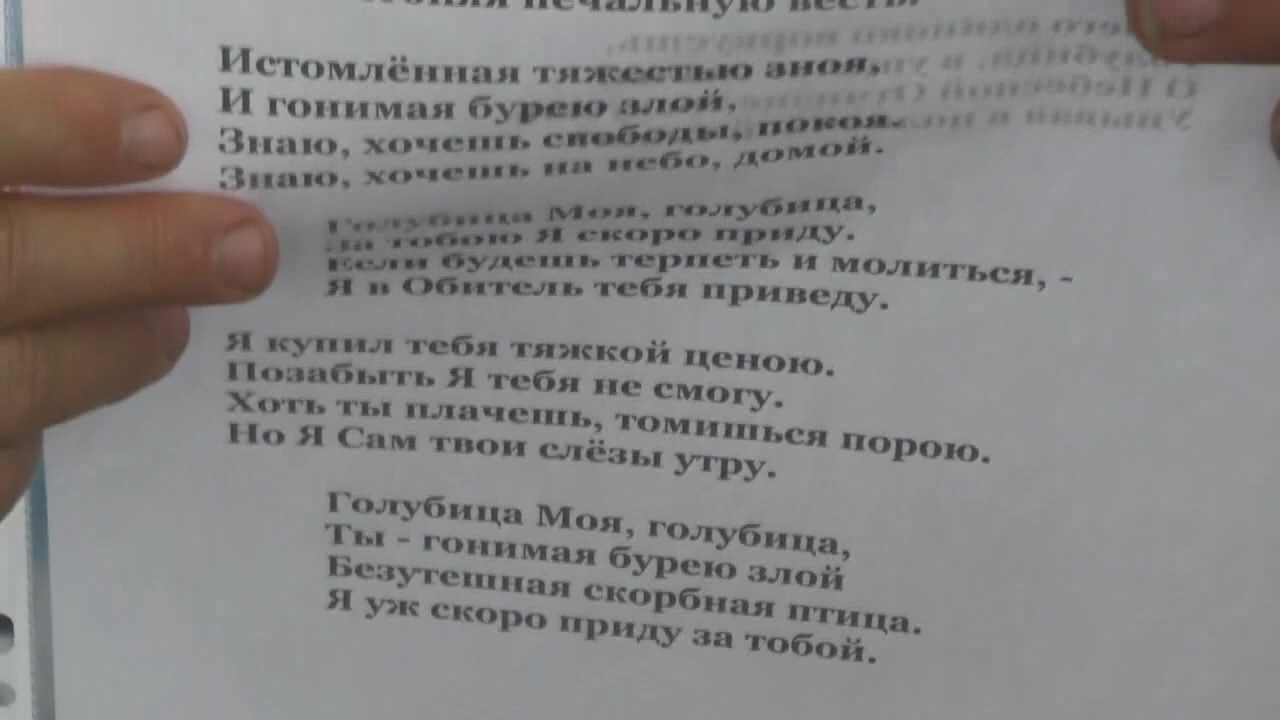 печальную весть.
Истомлённая тяжестью зноя,
И гонимая бурею злой.
Знаю, хочешь свободы, покоя.
Знаю, хочешь на небо, домой.
Голубица Моя, голубица,
За тобою Я скоро приду.
Если будешь терпеть и молиться, -
Я в Обитель тебя приведу.
Я купил тебя тяжкой ценою.
Позабыть Я тебя не смогу.
Хоть ты плачешь, томишься порою.
Но Я Сам твои слёзы утру.
Голубица Моя, голубица,
Ты - гонимая бурею злой
Безутешная скорбная птица.
Я уж скоро приду за тобой.